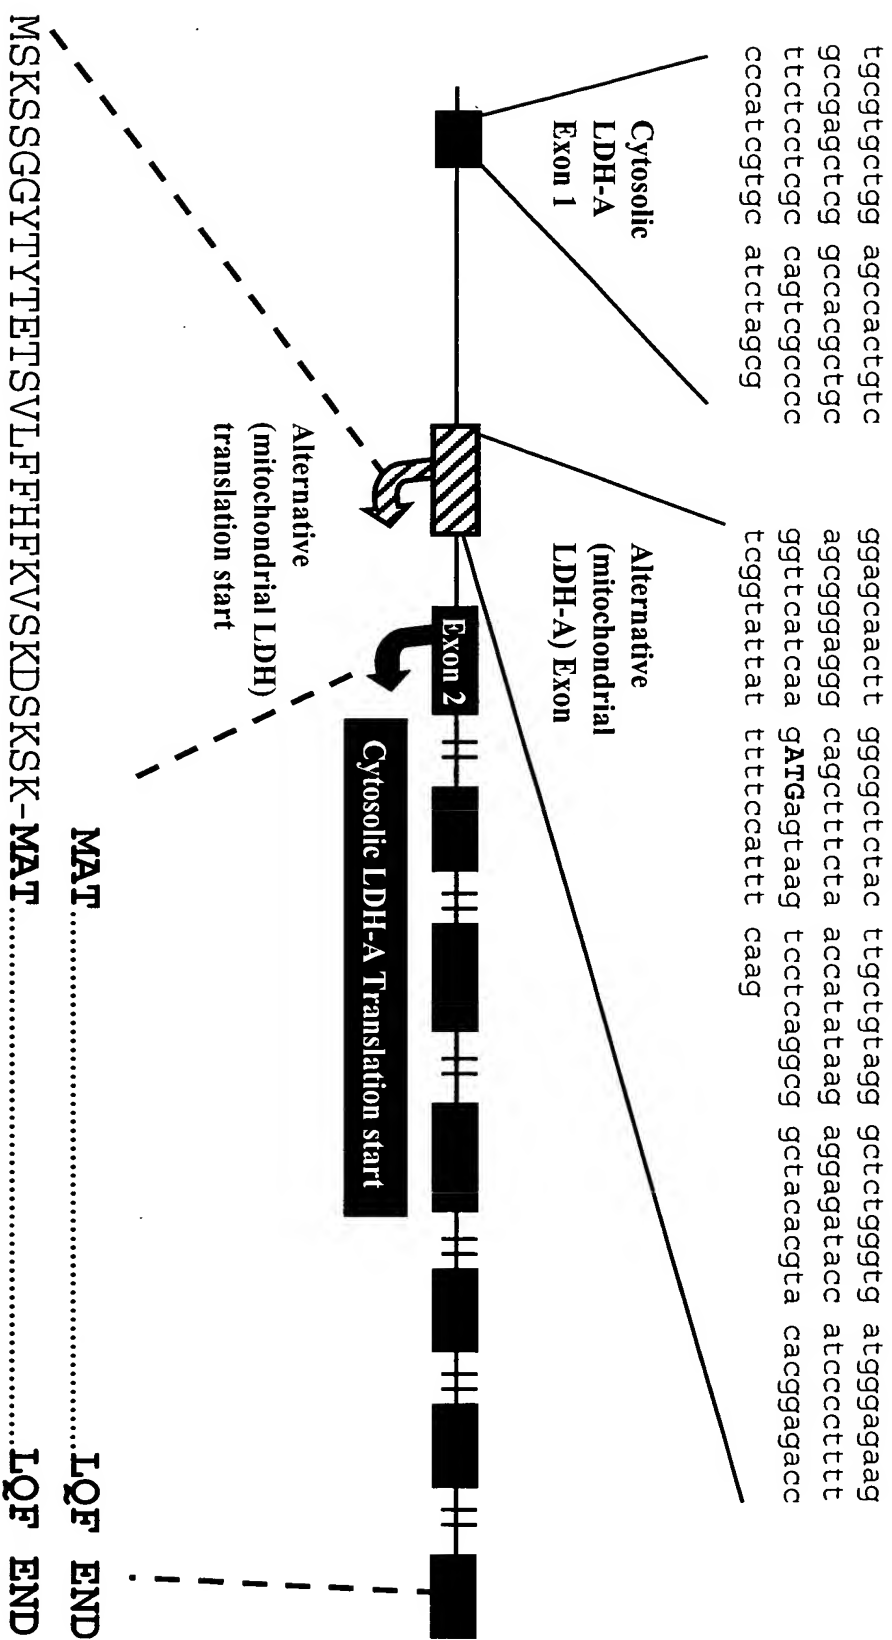 tgcgtgctgg agccactgtc
gccgagctcg gccacgctgc
ttctcctcgc cagtcgcccc
cccatcgtgc atctagcg
ggagcaactt ggcgctctac ttgctgtagg gctctgggtg atgggagaag
agcgggaggg cagctttcta accatataag aggagatacc atcccctttt
ggttcatcaa gATGagtaag tcctcaggcg gctacacgta cacggagacc
tcggtattat ttttccattt caag
Cytosolic
LDH-A
Exon 1
Alternative
(mitochondrial
LDH-A) Exon
Exon 2
Cytosolic LDH-A Translation start
Alternative
(mitochondrial LDH)
translation start
MAT..............................LQF END
MSKSSGGYTYTETSVLFFHFKVSKDSKSK-MAT..............................LQF END